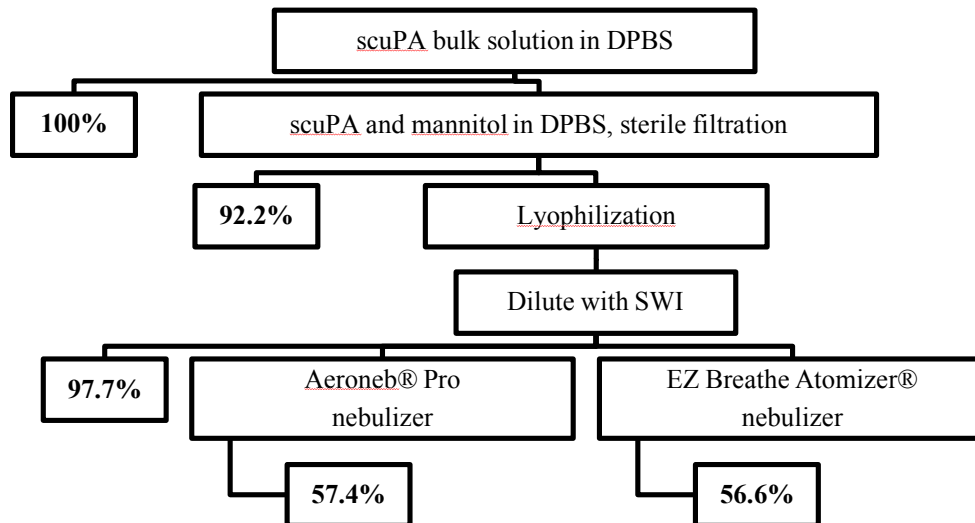 scuPA bulk solution in DPBS
100%
scuPA and mannitol in DPBS, sterile filtration
92.2%
Lyophilization
Dilute with SWI
97.7%
Aeroneb® Pro
nebulizer
EZ Breathe Atomizer®
nebulizer
57.4%
56.6%